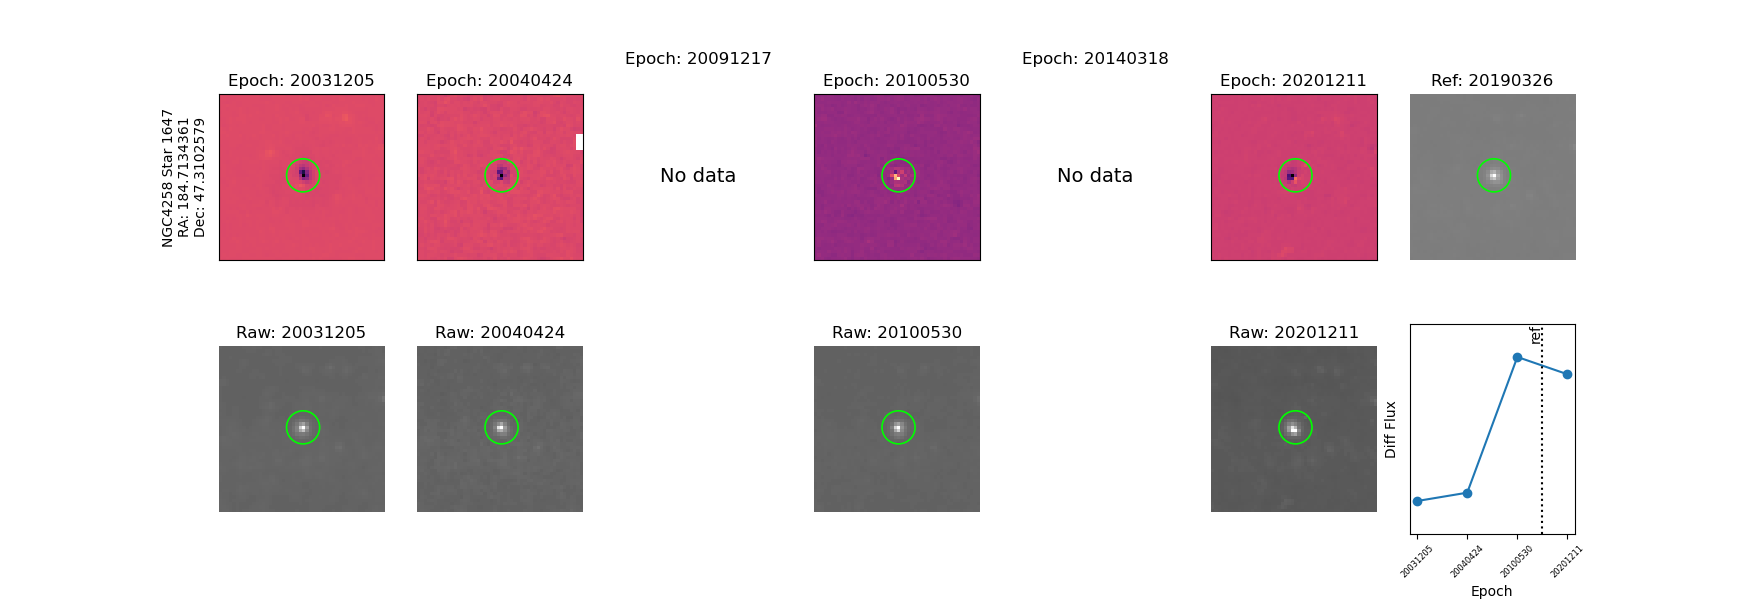 Epoch: 20091217
Epoch: 20140318
Epoch: 20031205
Epoch: 20040424
Epoch: 20100530
Epoch: 20201211
Ref: 20190326
NGC4258 Star 1647
RA: 184.7134361
Dec: 47.3102579
No data
No data
Raw: 20031205
Raw: 20040424
Raw: 20100530
Raw: 20201211
ref
Diff Flux
20031205
20040424
20100530
20201211
Epoch